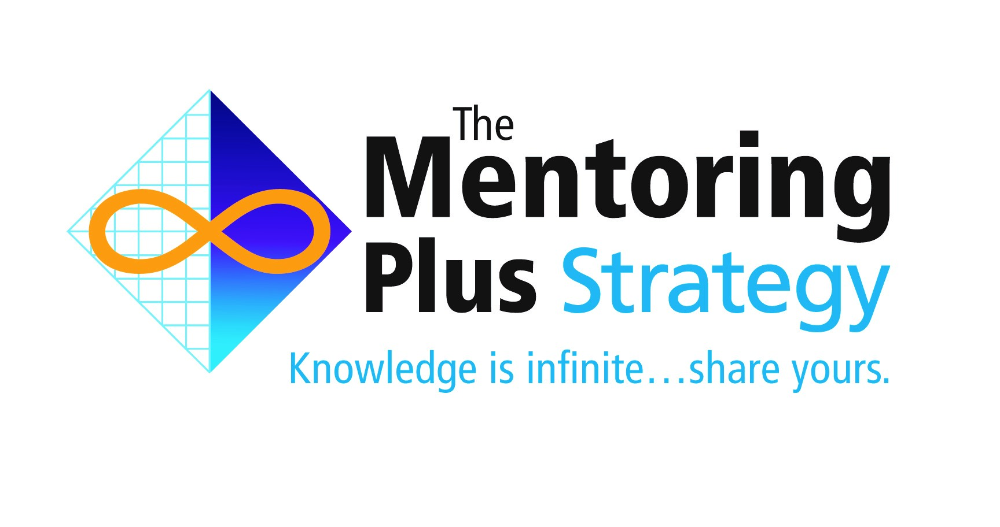 The
Mentoring
Plus Strategy
Knowledge is infinite…share yours.